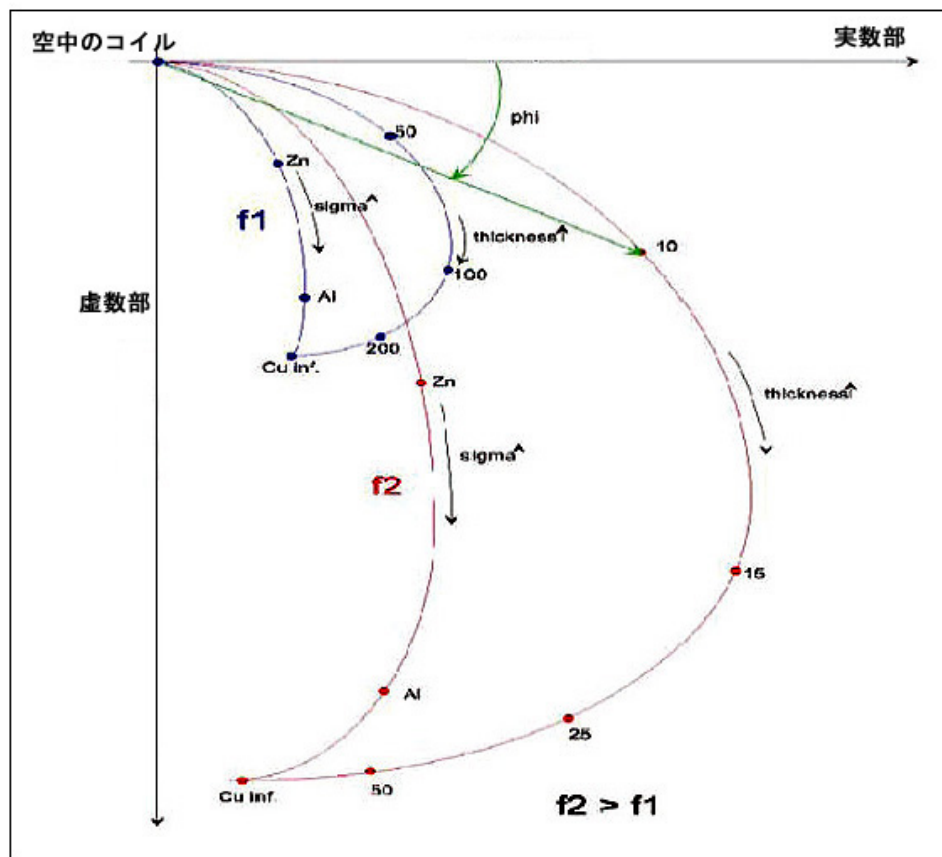 空中のコイル
実数部
phi
50
Zn
sigma^
f1
thickness^
10
100
Al
虚数部
200
Cu inf.
Zn
thickness^
sigma^
f2
15
Al
25
50
Cu inf.
f2 > f1